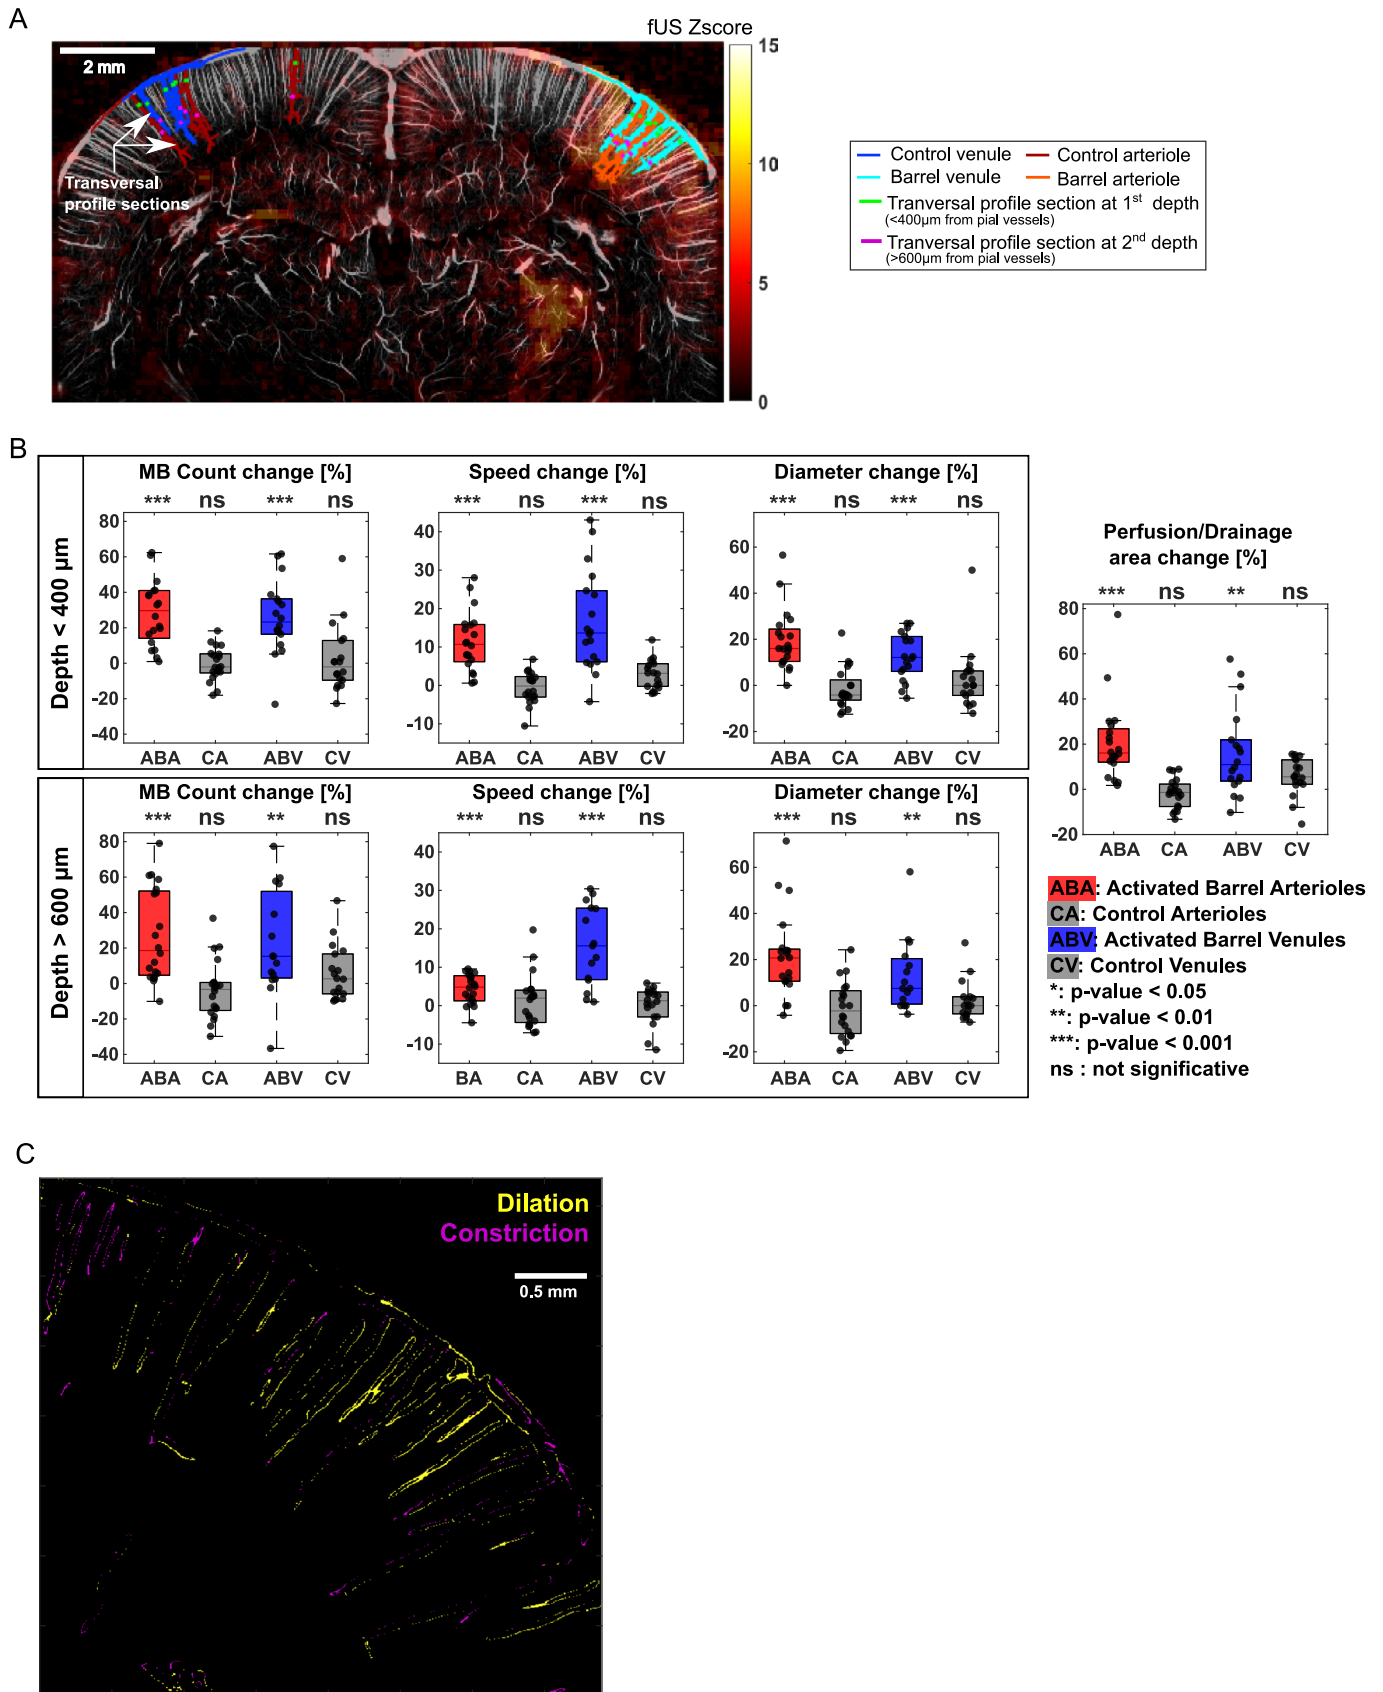 A
fUS Zscore
2 mm
Transversal
profile sections
15
10
5
0
Control venule
Control arteriole
Barrel venule
Barrel arteriole
Tranversal profile section at 1st depth
(<400µm from pial vessels)
Tranversal profile section at 2nd depth
(>600µm from pial vessels)
B
Depth < 400 µm
MB Count change [%]
*** ns *** ns
80
60
40
20
0
-20
-40
ABA CA ABV CV
Speed change [%]
*** ns *** ns
40
30
20
10
0
-10
ABA CA ABV CV
Diameter change [%]
*** ns *** ns
60
40
20
0
-20
ABA CA ABV CV
Depth > 600 µm
MB Count change [%]
*** ns ** ns
80
60
40
20
0
-20
-40
ABA CA ABV CV
Speed change [%]
*** ns *** ns
40
30
20
10
0
-10
BA CA ABV CV
Diameter change [%]
*** ns ** ns
60
40
20
0
-20
ABA CA ABV CV
Perfusion/Drainage
area change [%]
*** ns ** ns
80
60
40
20
0
-20
ABA CA ABV CV
ABA: Activated Barrel Arterioles
CA: Control Arterioles
ABV: Activated Barrel Venules
CV: Control Venules
*: p-value < 0.05
**: p-value < 0.01
***: p-value < 0.001
ns : not significative
C
Dilation
Constriction
0.5 mm